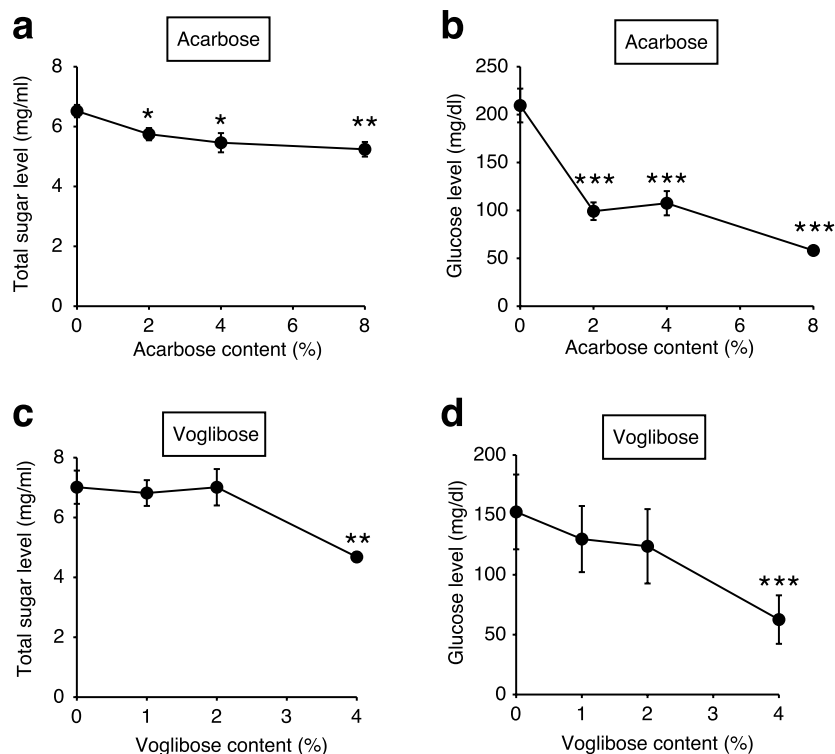 a
Acarbose
Total sugar level (mg/ml)
8
6
4
2
0
*
*
**
0 2 4 6 8
Acarbose content (%)
b
Acarbose
Glucose level (mg/dl)
250
200
150
100
50
0
***
***
***
0 2 4 6 8
Acarbose content (%)
c
Voglibose
Total sugar level (mg/ml)
8
6
4
2
0
**
0 1 2 3 4
Voglibose content (%)
d
Voglibose
Glucose level (mg/dl)
200
150
100
50
0
***
0 1 2 3 4
Voglibose content (%)